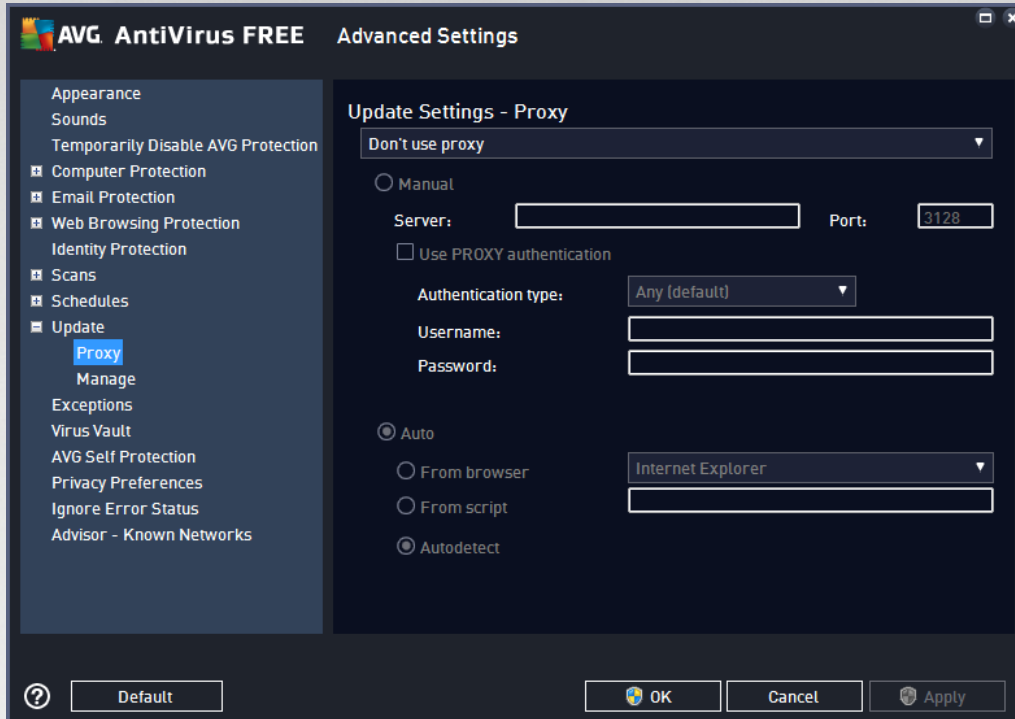 AVG. AntiVirus FREE Advanced Settings
Appearance
Sounds
Temporarily Disable AVG Protection
Computer Protection
Email Protection
Web Browsing Protection
Identity Protection
Scans
Schedules
Update
Proxy
Manage
Exceptions
Virus Vault
AVG Self Protection
Privacy Preferences
Ignore Error Status
Advisor - Known Networks
Update Settings - Proxy
Don't use proxy
Manual
Server: Port: 3128
Use PROXY authentication
Authentication type: Any (default)
Username:
Password:
Auto
From browser Internet Explorer
From script
Autodetect
? Default OK Cancel Apply